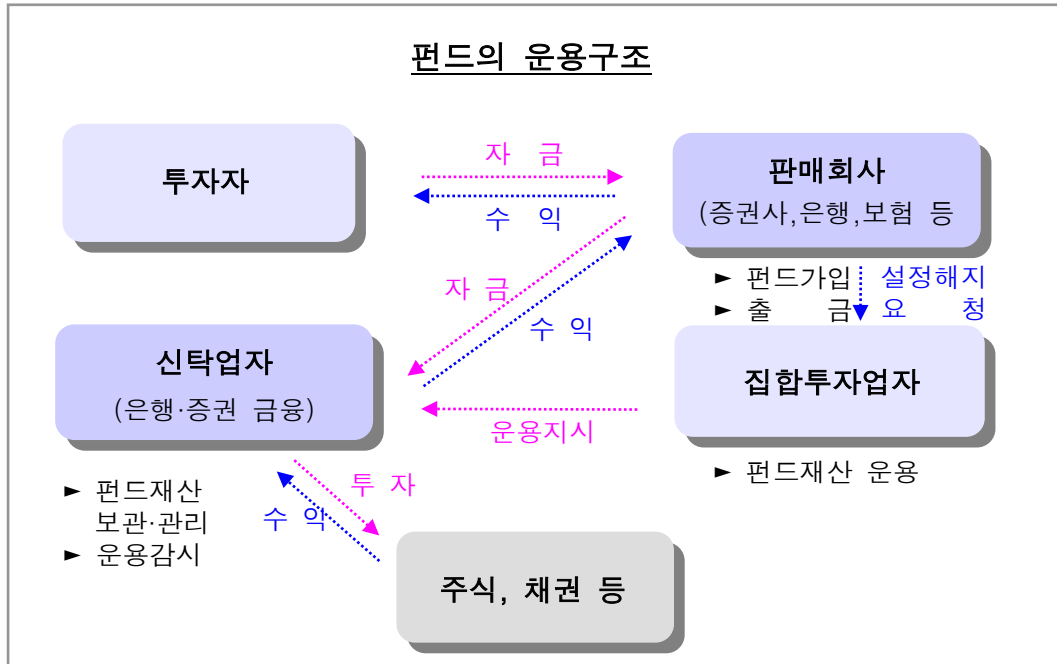 펀드의 운용구조
투자자
자 금
수 익
판매회사
(증권사,은행,보험 등
► 펀드가입
► 출 금
설정해지
요 청
자 금
수 익
신탁업자
(은행·증권 금융)
집합투자업자
운용지시
► 펀드재산 운용
► 펀드재산
보관·관리
► 운용감시
투 자
수 익
주식, 채권 등